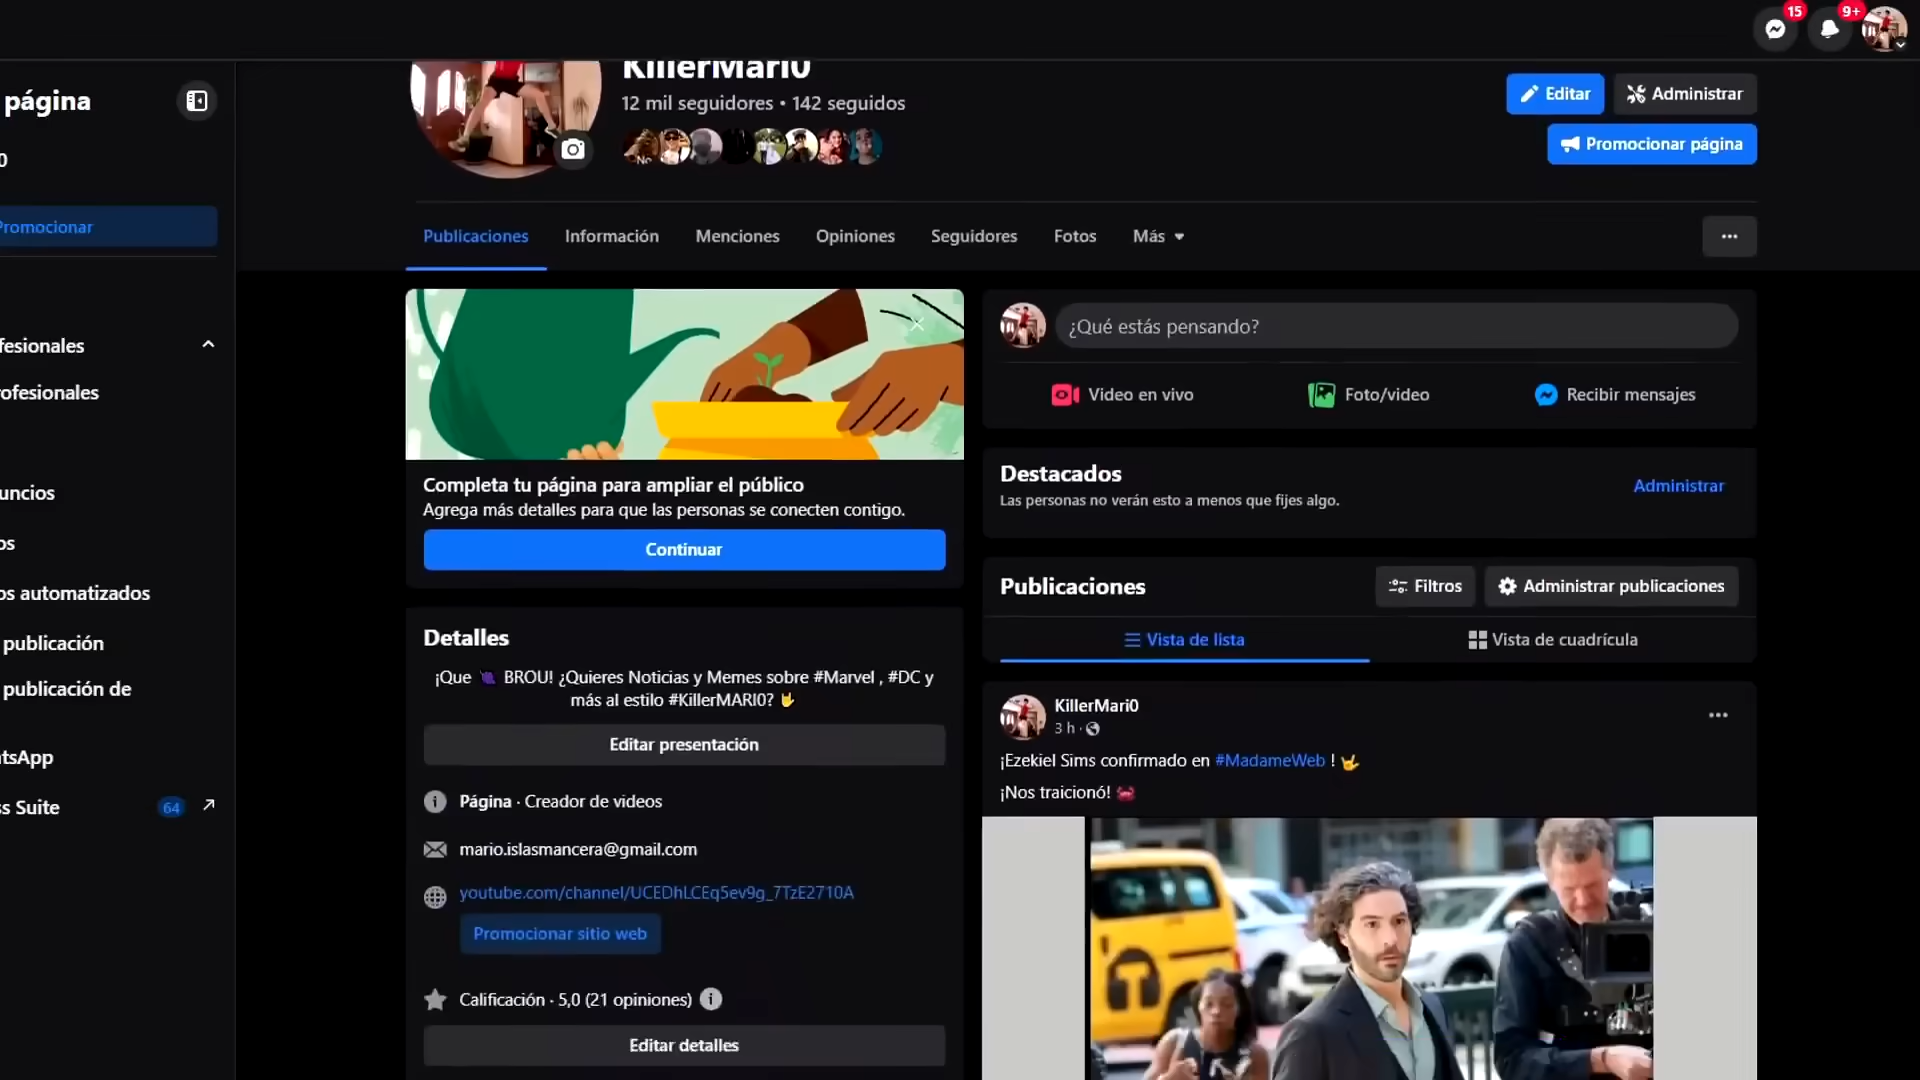 15
9+
página
0
Promocionar
fesionales
rofesionales
uncios
os
os automatizados
publicación
publicación de
tsApp
ss Suite
64
KillerMari0
12 mil seguidores • 142 seguidos
No
Editar
Administrar
Promocionar página
Publicaciones
Información
Menciones
Opiniones
Seguidores
Fotos
Más
Completa tu página para ampliar el público
Agrega más detalles para que las personas se conecten contigo.
Continuar
Detalles
¡Que 🍇 BROU! ¿Quieres Noticias y Memes sobre #Marvel , #DC y
más al estilo #KillerMARI0? 🤟
Editar presentación
Página · Creador de videos
mario.islasmancera@gmail.com
youtube.com/channel/UCEDhLCEq5ev9g_7TzE2710A
Promocionar sitio web
Calificación · 5,0 (21 opiniones)
Editar detalles
¿Qué estás pensando?
Video en vivo
Foto/video
Recibir mensajes
Destacados
Las personas no verán esto a menos que fijes algo.
Administrar
Publicaciones
Filtros
Administrar publicaciones
Vista de lista
Vista de cuadrícula
KillerMari0
3 h ·
¡Ezekiel Sims confirmado en #MadameWeb ! 🤟
¡Nos traicionó! 🦀